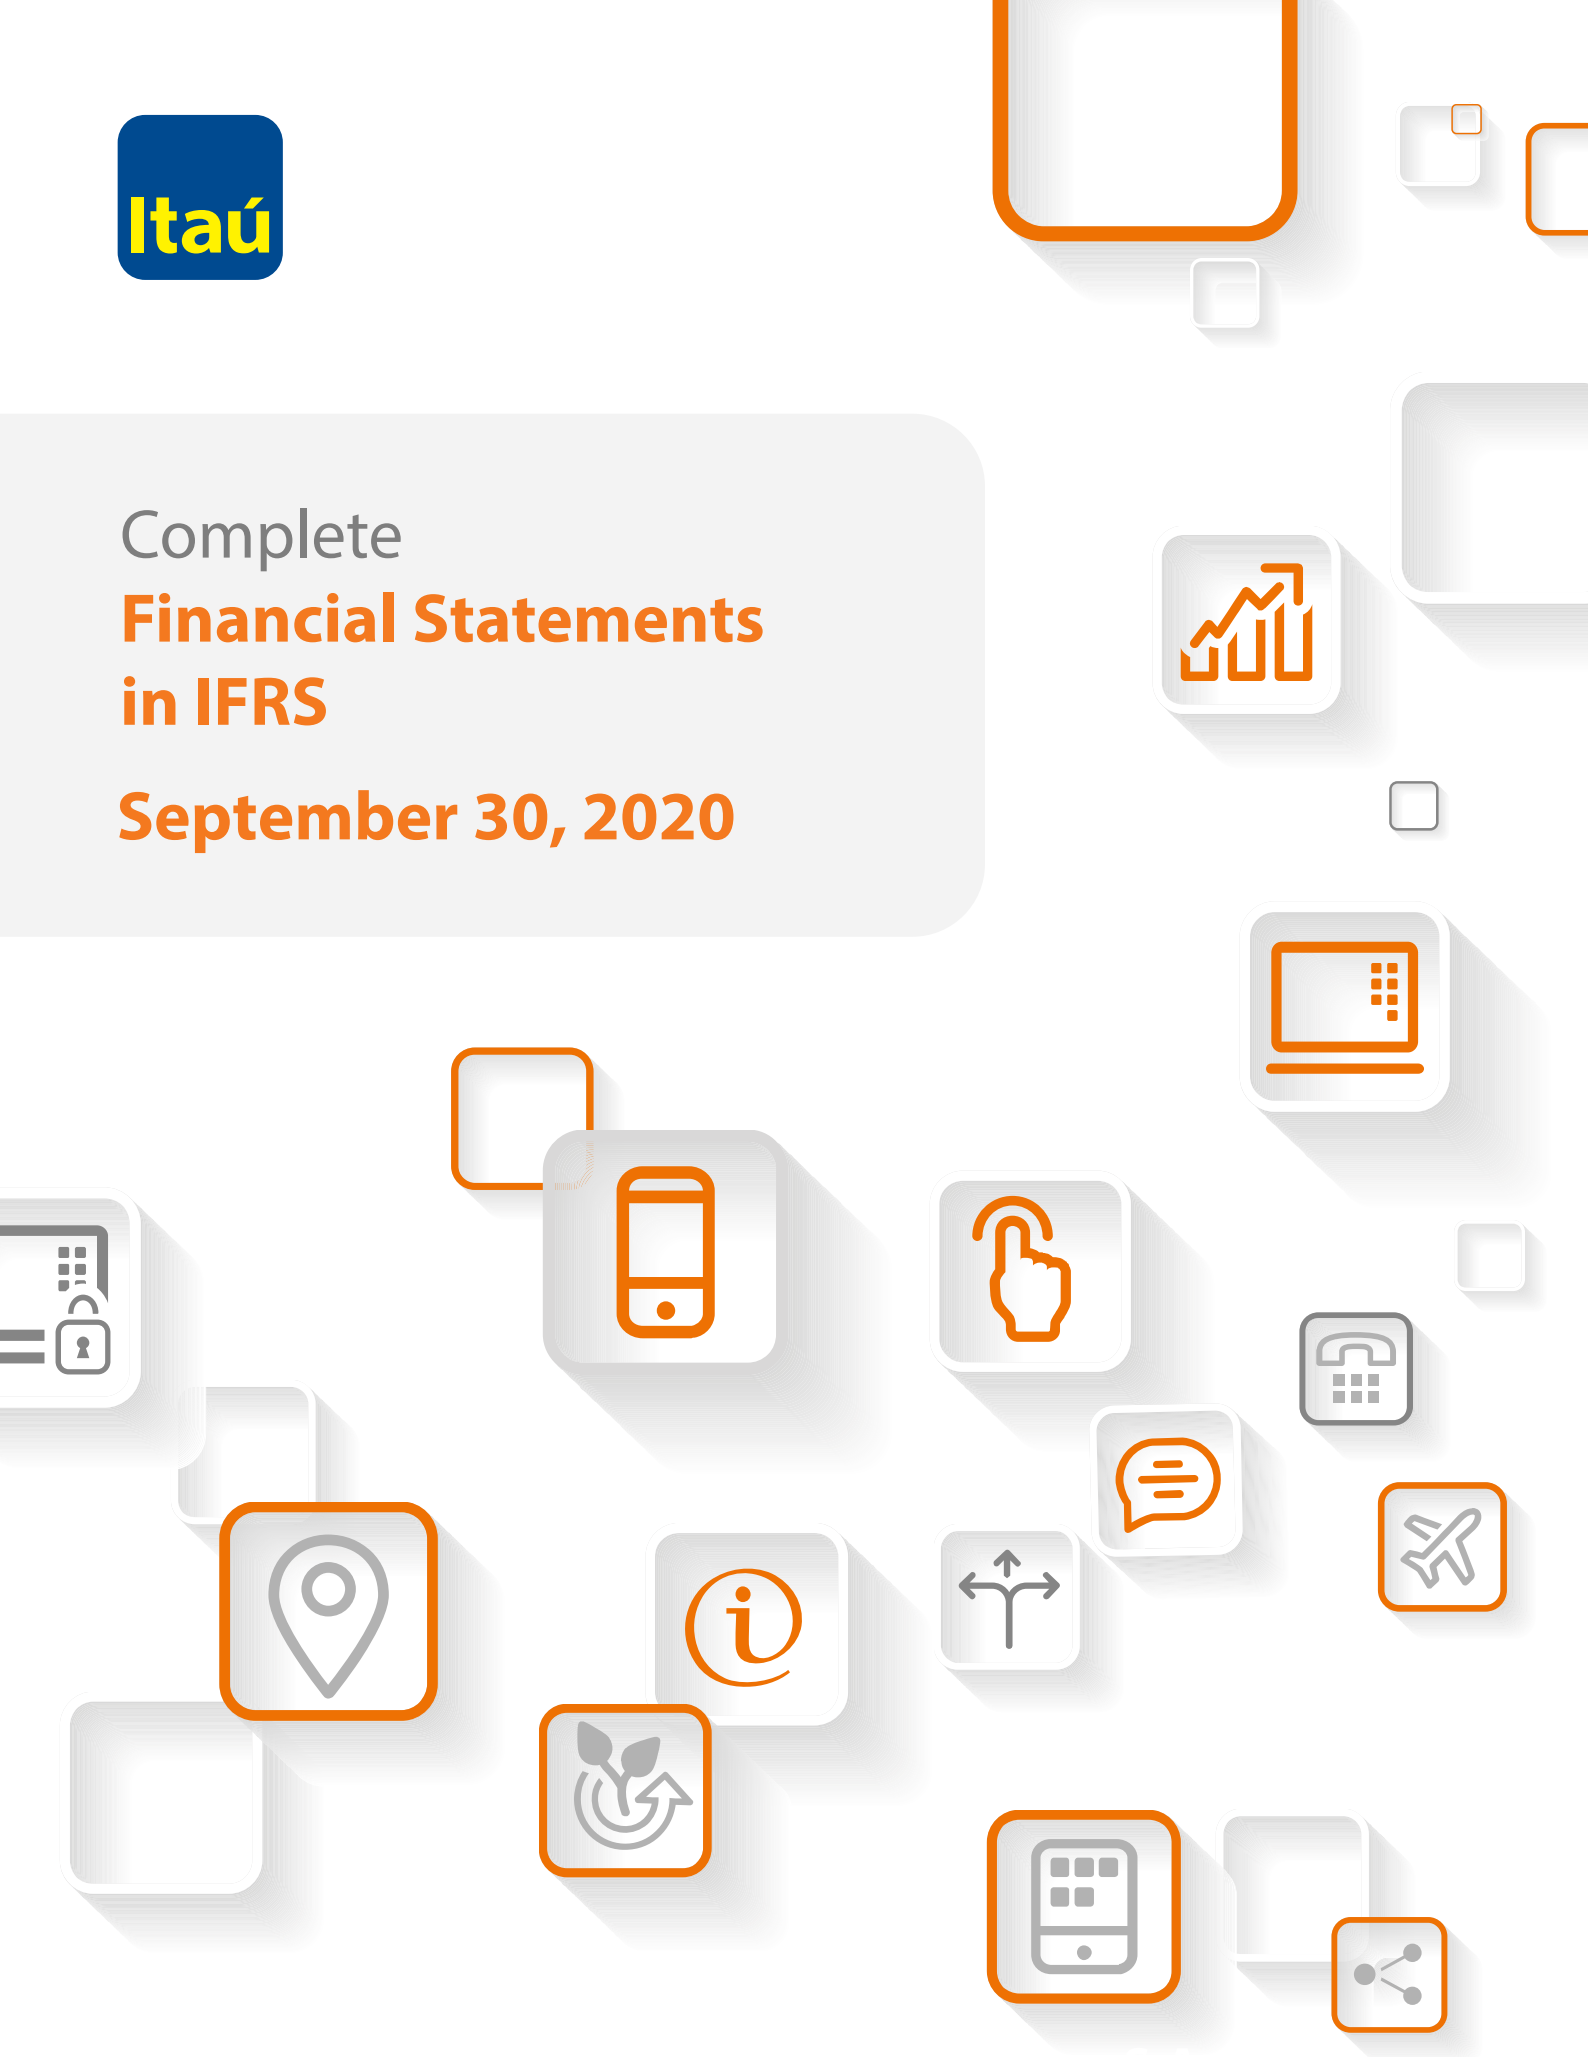 Itaú
Complete
Financial Statements
in IFRS
September 30, 2020